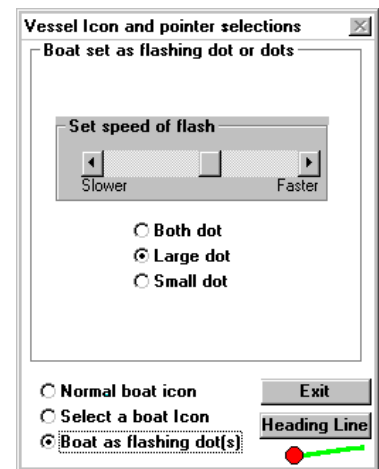 Vessel Icon and pointer selections
Boat set as flashing dot or dots
Set speed of flash
Slower Faster
Both dot
Large dot
Small dot
Normal boat icon
Exit
Select a boat Icon
Heading Line
Boat as flashing dot(s)